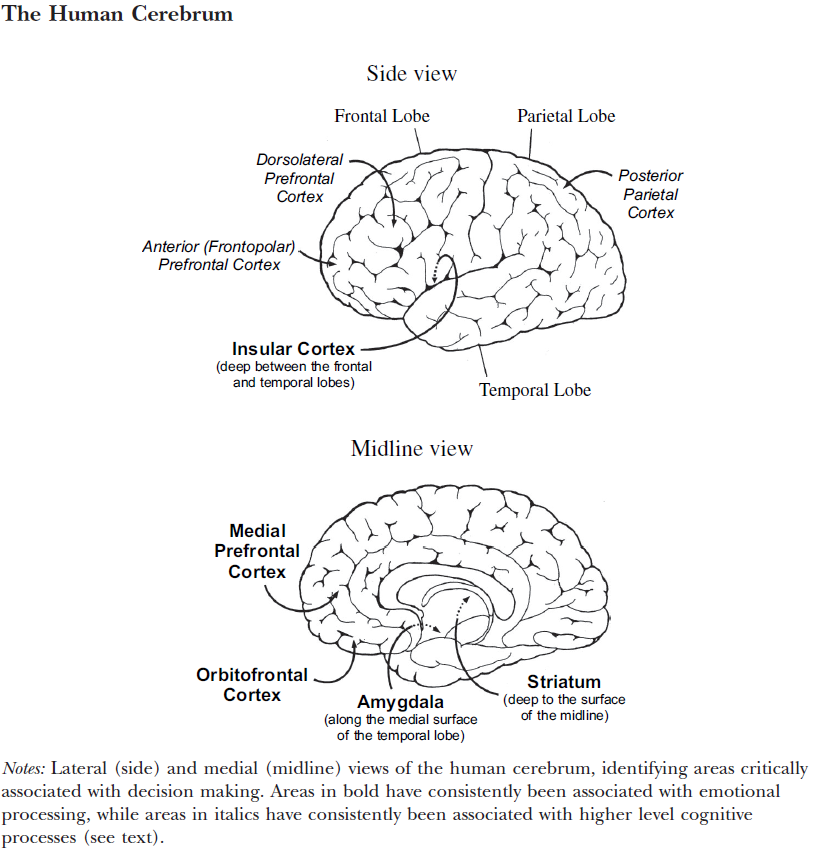 The Human Cerebrum
Side view
Frontal Lobe
Parietal Lobe
Dorsolateral
Prefrontal
Cortex
Posterior
Parietal
Cortex
Anterior (Frontopolar)
Prefrontal Cortex
Insular Cortex
(deep between the frontal
and temporal lobes)
Temporal Lobe
Midline view
Medial
Prefrontal
Cortex
Orbitofrontal
Cortex
Amygdala
(along the medial surface
of the temporal lobe)
Striatum
(deep to the surface
of the midline)
Notes: Lateral (side) and medial (midline) views of the human cerebrum, identifying areas critically
associated with decision making. Areas in bold have consistently been associated with emotional
processing, while areas in italics have consistently been associated with higher level cognitive
processes (see text).